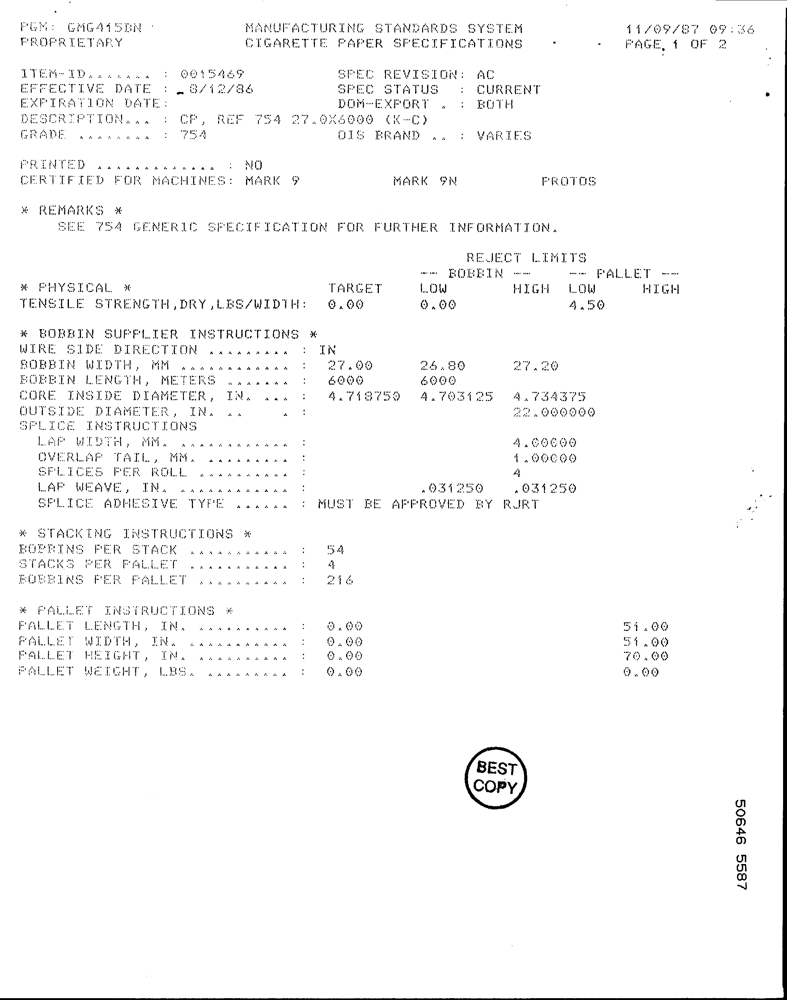 PGM: GMG415BN MANUFACTURING STANDARDS SYSTEM 11/09/87 09:36
PROPRIETARY CIGARETTE PAPER SPECIFICATIONS PAGE 1 OF 2
ITEM-ID....... : 0015469 SPEC REVISION: AC
EFFECTIVE DATE : 8/12/86 SPEC STATUS : CURRENT
EXPIRATION DATE: DOM-EXPORT . : BOTH
DESCRIPTION... : CP, REF 754 27.0X6000 (K-C)
GRADE ........ : 754 OIS BRAND .. : VARIES
PRINTED ............. : NO
CERTIFIED FOR MACHINES: MARK 9 MARK 9N PROTOS
* REMARKS *
SEE 754 GENERIC SPECIFICATION FOR FURTHER INFORMATION.
REJECT LIMITS
-- BOBBIN -- -- PALLET --
* PHYSICAL * TARGET LOW HIGH LOW HIGH
TENSILE STRENGTH,DRY,LBS/WIDTH: 0.00 0.00 4.50
* BOBBIN SUPPLIER INSTRUCTIONS *
WIRE SIDE DIRECTION ......... : IN
BOBBIN WIDTH, MM ............ : 27.00 26.80 27.20
BOBBIN LENGTH, METERS ....... : 6000 6000
CORE INSIDE DIAMETER, IN. ... : 4.718750 4.703125 4.734375
OUTSIDE DIAMETER, IN. .. . : 22.000000
SPLICE INSTRUCTIONS
LAP WIDTH, MM. ............ : 4.00000
OVERLAP TAIL, MM. ......... : 1.00000
SPLICES PER ROLL .......... : 4
LAP WEAVE, IN. ............ : .031250 .031250
SPLICE ADHESIVE TYPE ...... : MUST BE APPROVED BY RJRT
* STACKING INSTRUCTIONS *
BOBBINS PER STACK ........... : 54
STACKS PER PALLET ........... : 4
BOBBINS PER PALLET .......... : 216
* PALLET INSTRUCTIONS *
PALLET LENGTH, IN. .......... : 0.00 51.00
PALLET WIDTH, IN. ........... : 0.00 51.00
PALLET HEIGHT, IN. .......... : 0.00 70.00
PALLET WEIGHT, LBS. ......... : 0.00 0.00
BEST
COPY
50646 5587